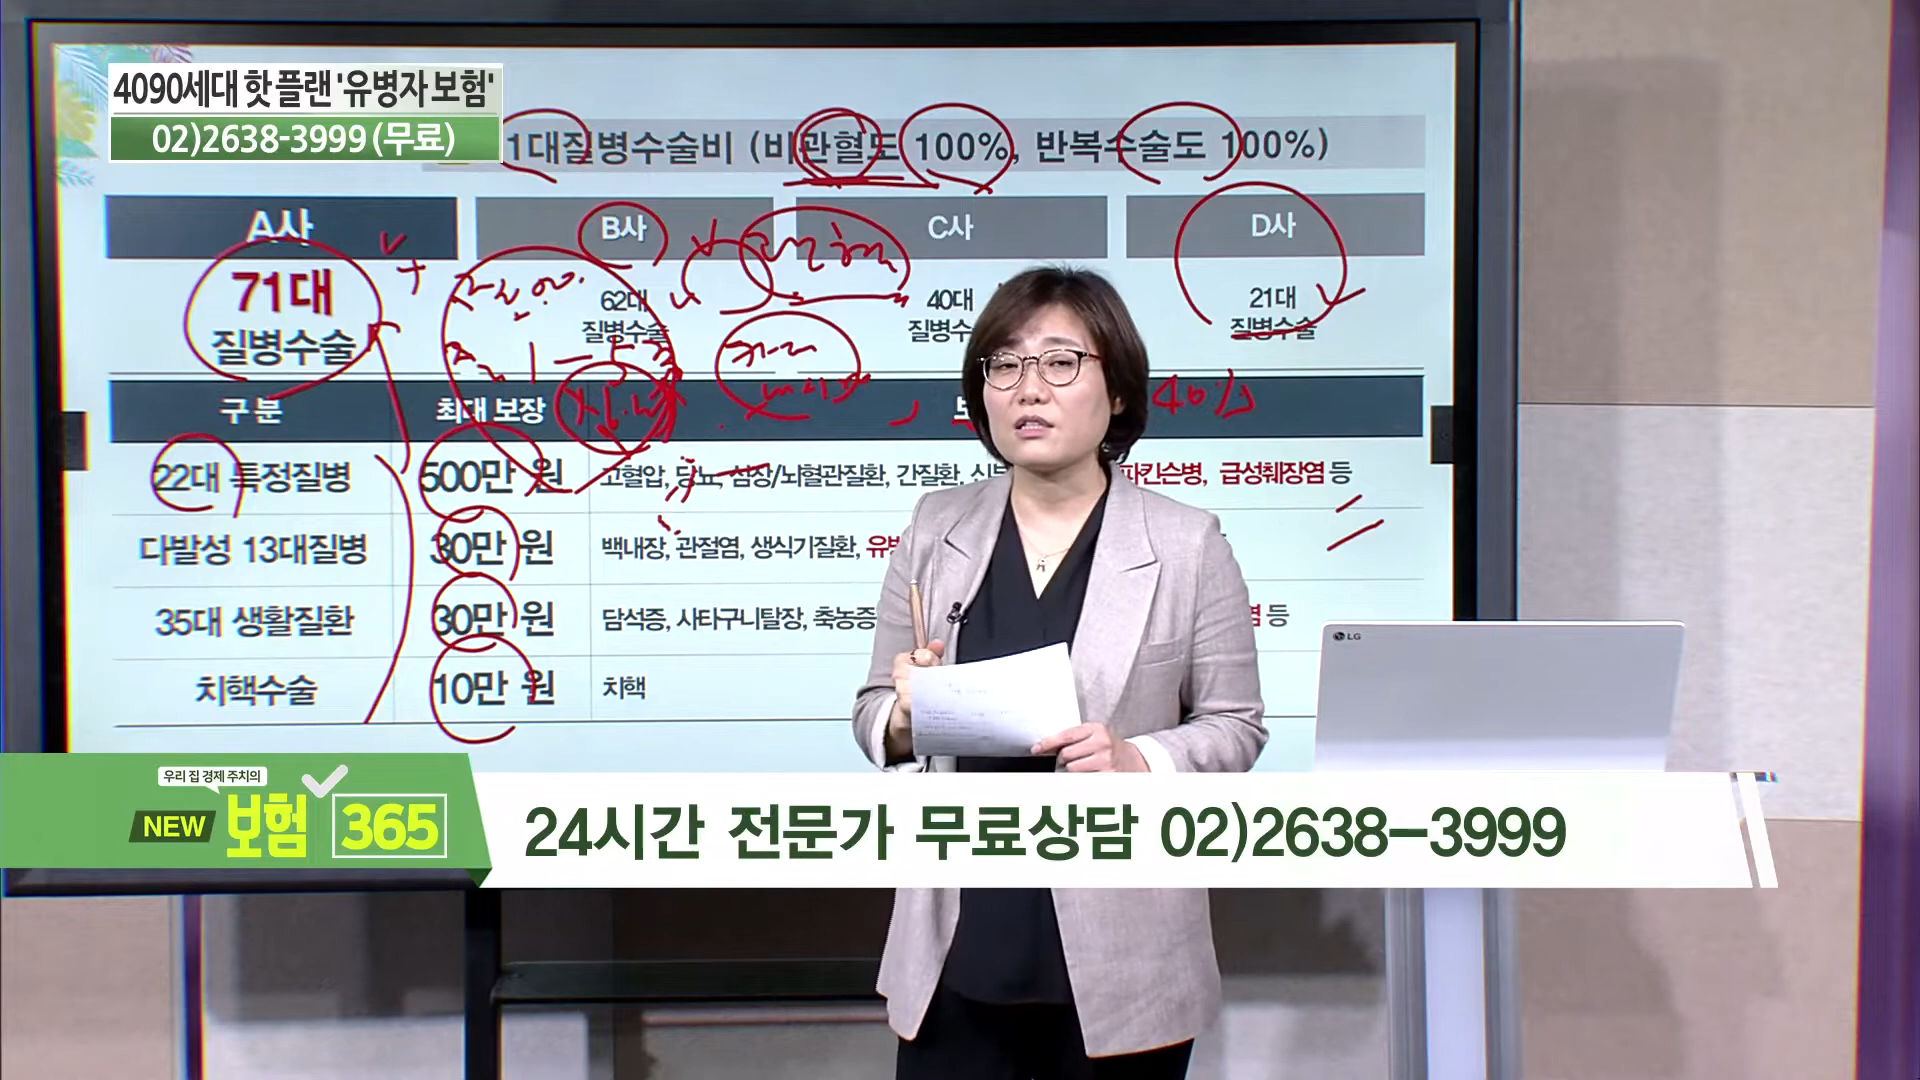 4090세대 핫 플랜 '유병자 보험'
02)2638-3999 (무료)
1대질병수술비 (비관혈도 100%, 반복수술도 100%)
A사 B사 C사 D사
71대 62대 40대 21대
질병수술 질병수술 질병수 질병수술
구 분 최대 보장
40%
22대 특정질병 500만 원 고혈압, 당뇨, 심장/뇌혈관질환, 간질환, 신부 파킨슨병, 급성췌장염 등
다발성 13대질병 30만 원 백내장, 관절염, 생식기질환,
35대 생활질환 30만 원 담석증, 사타구니탈장, 축농증 염 등
치핵수술 10만 원 치핵
LG
우리 집 경제 주치의
NEW 보험 365
24시간 전문가 무료상담 02)2638-3999